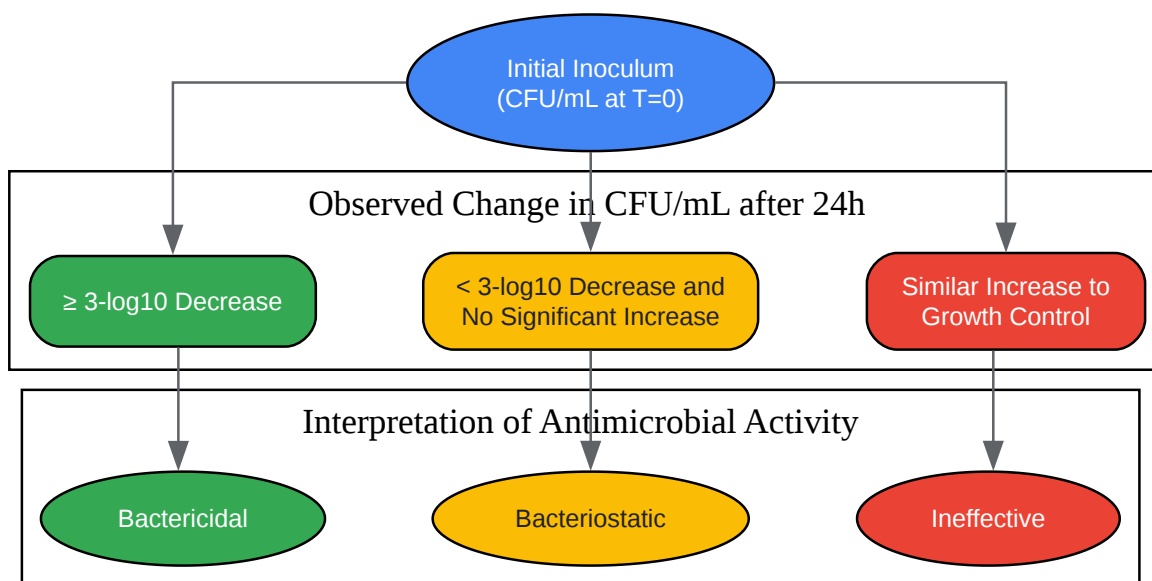 Initial Inoculum
(CFU/mL at T=0)
Observed Change in CFU/mL after 24h
≥ 3-log10 Decrease
< 3-log10 Decrease and
No Significant Increase
Similar Increase to
Growth Control
Interpretation of Antimicrobial Activity
Bactericidal
Bacteriostatic
Ineffective